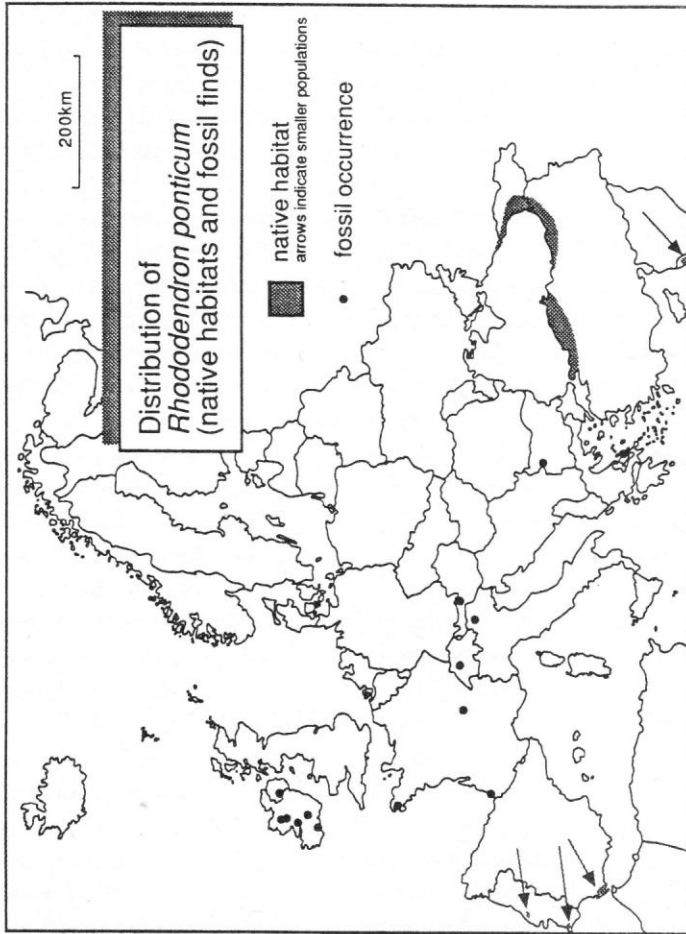 200km
Distribution of
Rhododendron ponticum
(native habitats and fossil finds)
native habitat
arrows indicate smaller populations
fossil occurrence